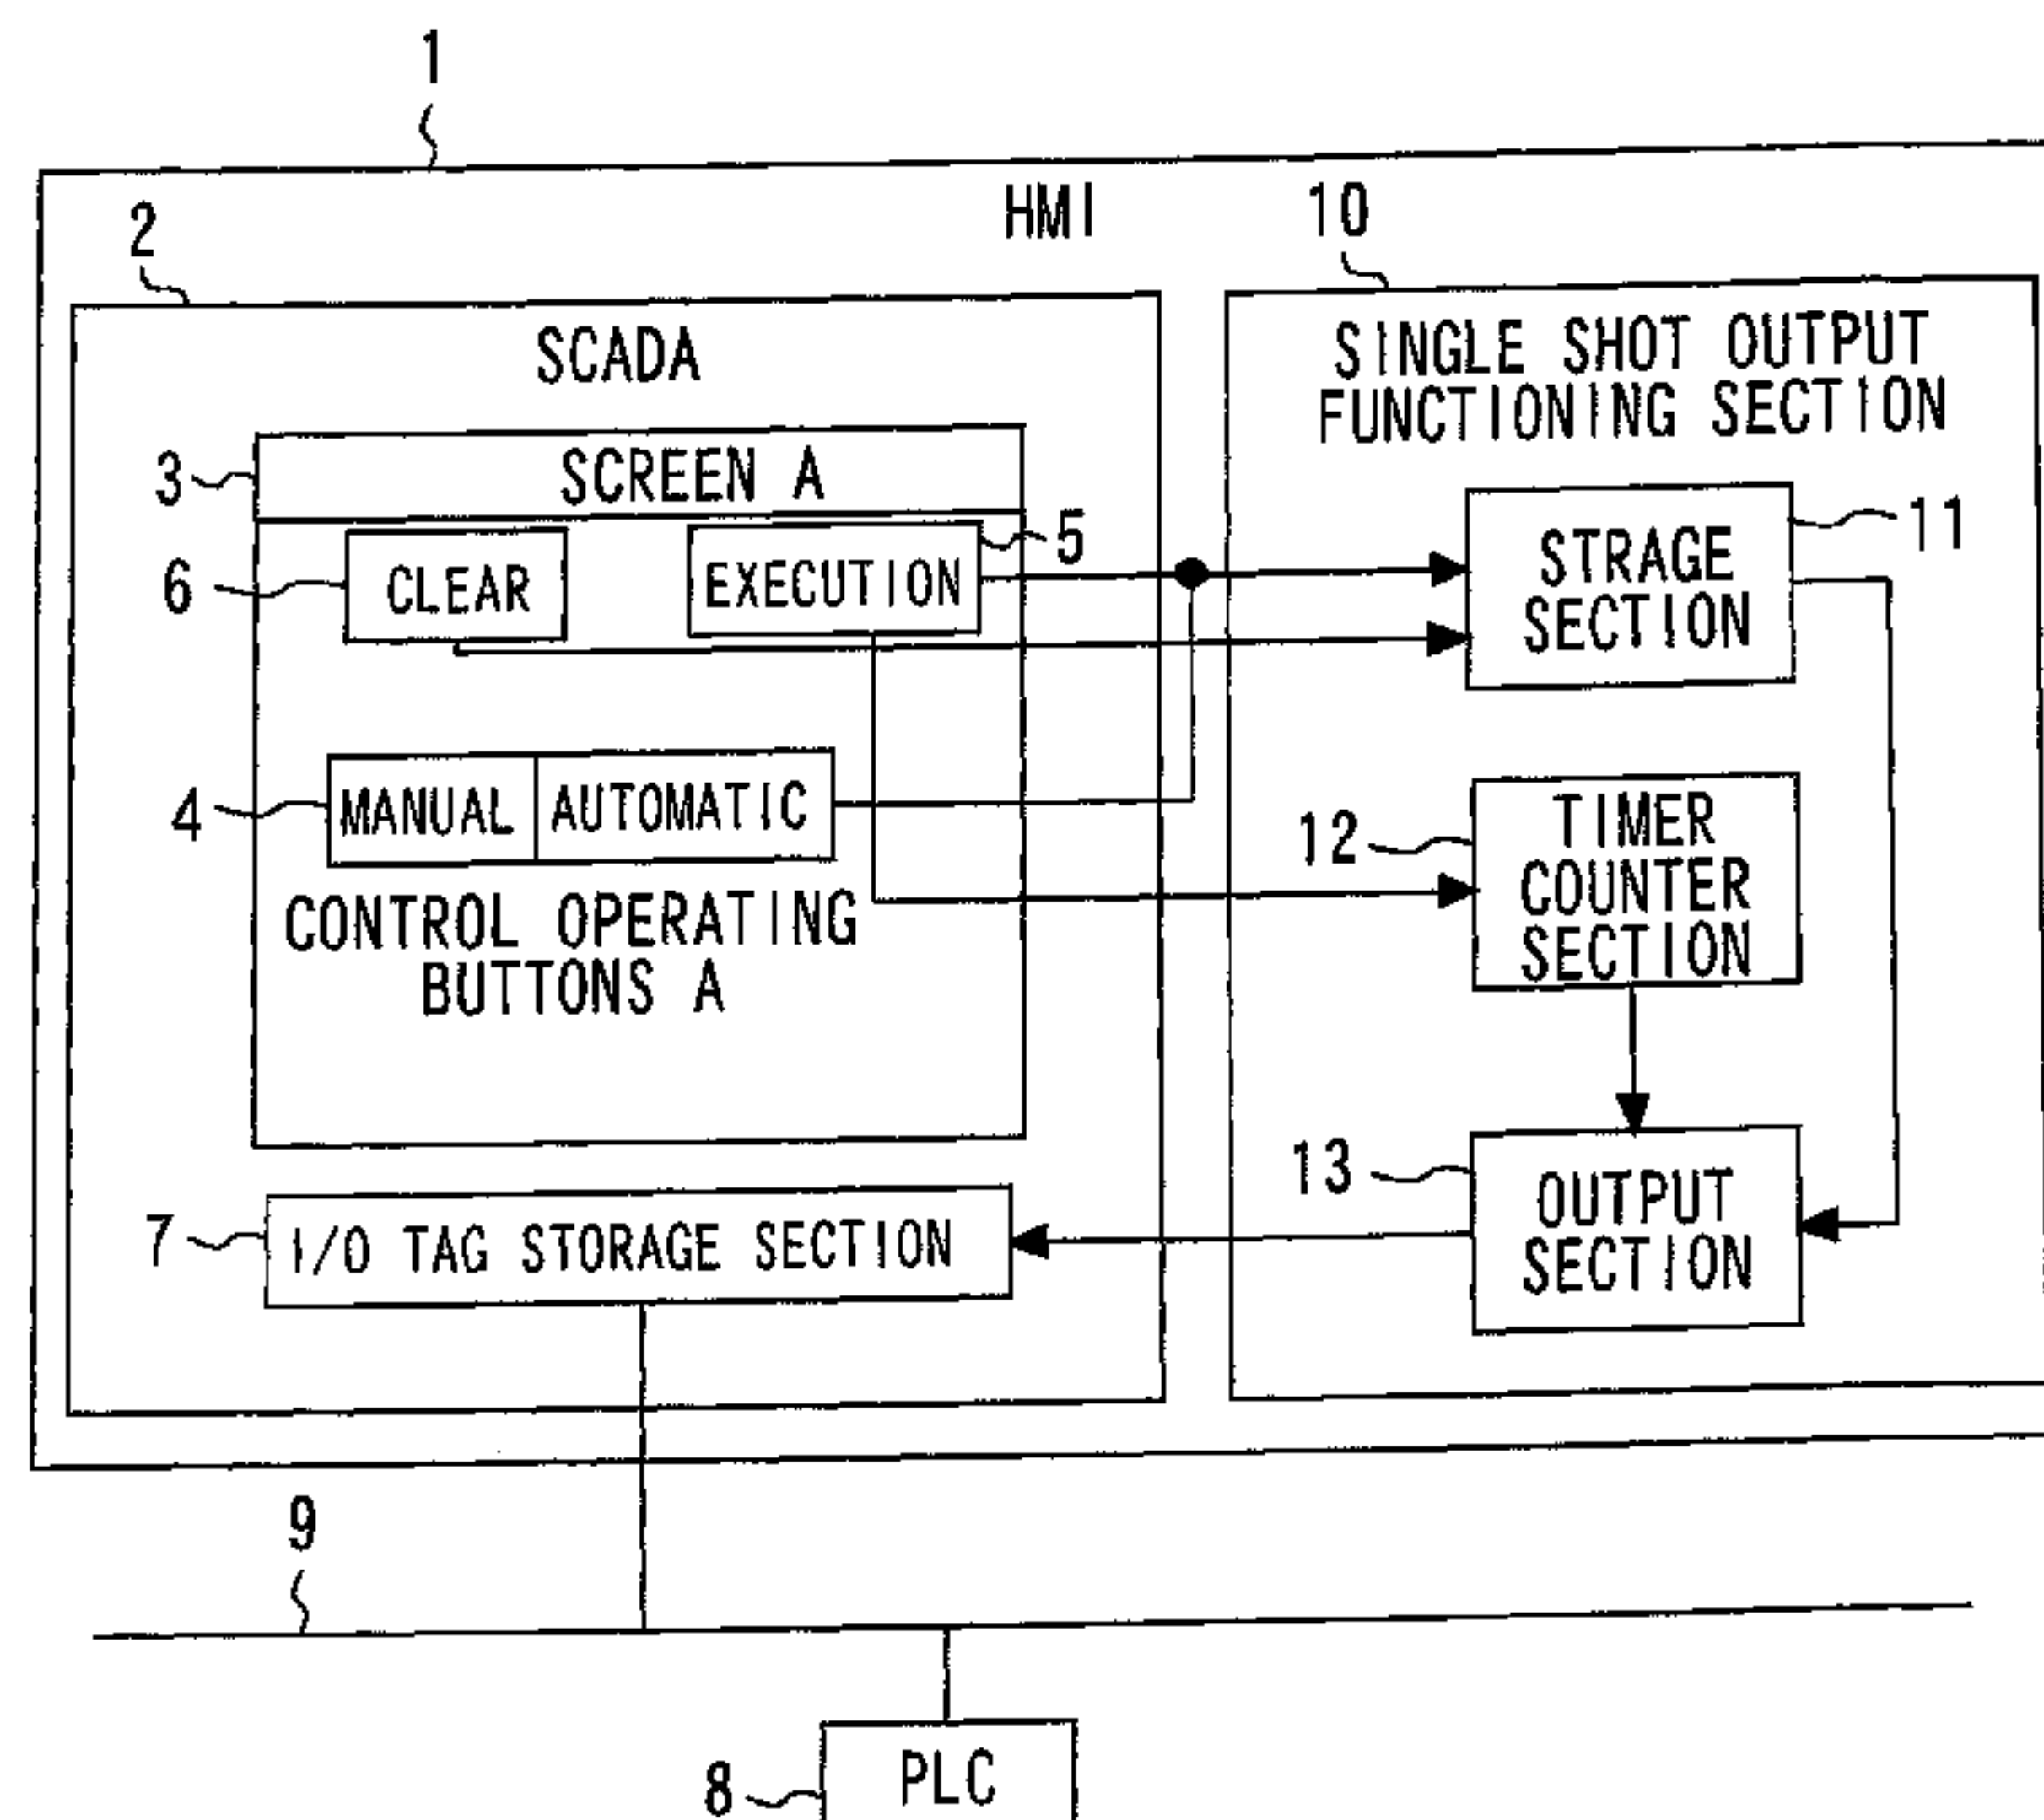 1
HMI
2
10
SCADA
SINGLE SHOT OUTPUT
FUNCTIONING SECTION
3
SCREEN A
6
CLEAR
EXECUTION
5
STRAGE
SECTION
11
4
MANUAL
AUTOMATIC
CONTROL OPERATING
BUTTONS A
12
TIMER
COUNTER
SECTION
13
OUTPUT
SECTION
7
I/O TAG STORAGE SECTION
9
8
PLC